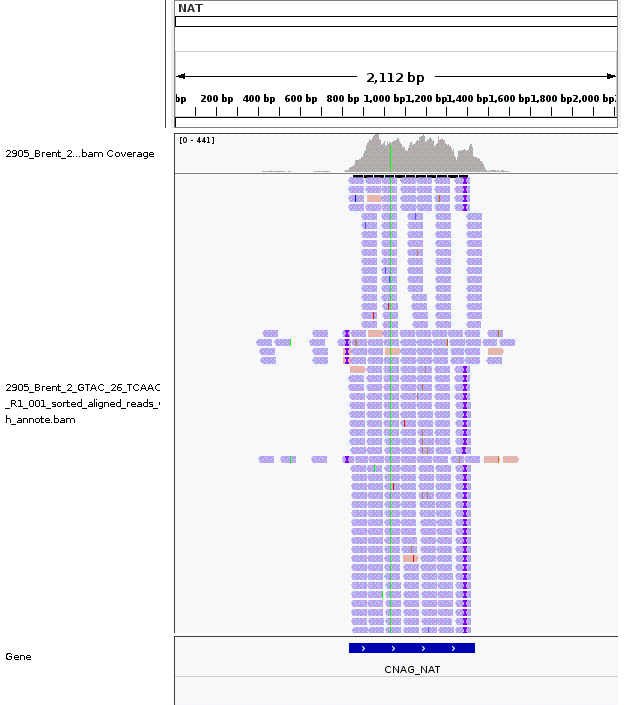 NAT
2,112 bp
bp 200 bp 400 bp 600 bp 800 bp 1,000 bp 1,200 bp 1,400 bp 1,600 bp 1,800 bp 2,000 bp
2905_Brent_2...bam Coverage
[0 - 441]
2905_Brent_2_GTAC_26_TCAAC
_R1_001_sorted_aligned_reads_
h_annote.bam
Gene
CNAG_NAT